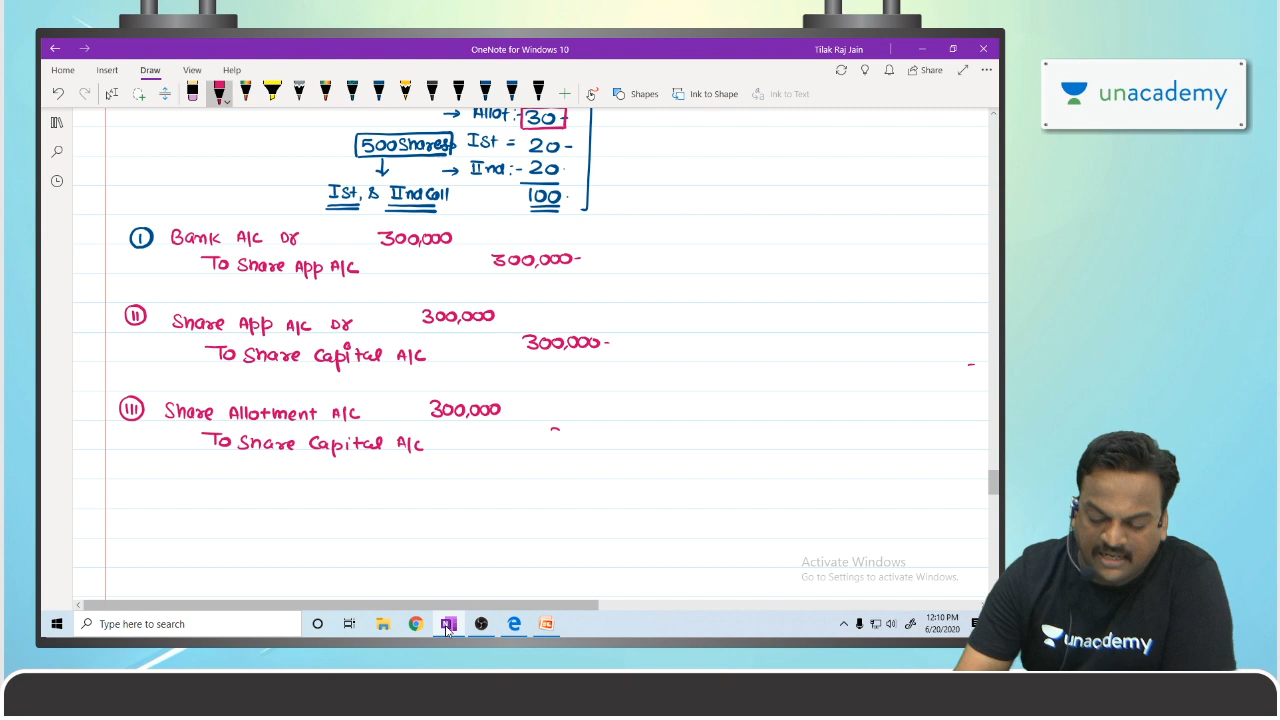 OneNote for Windows 10
Tilak Raj Jain
Home Insert Draw View Help
Share
Shapes Ink to Shape Ink to Text
unacademy
→ Allot:- 30-
500 Shares Ist = 20-
→ IInd:- 20
Ist, & IInd Call 100
I Bank A/C Dr 300,000
To Share App A/C 300,000-
II Share App A/C Dr 300,000
To Share Capital A/C 300,000-
III Share Allotment A/C 300,000
To Share Capital A/C
Activate Windows
Go to Settings to activate Windows.
Type here to search
12:10 PM
6/20/2020
unacademy